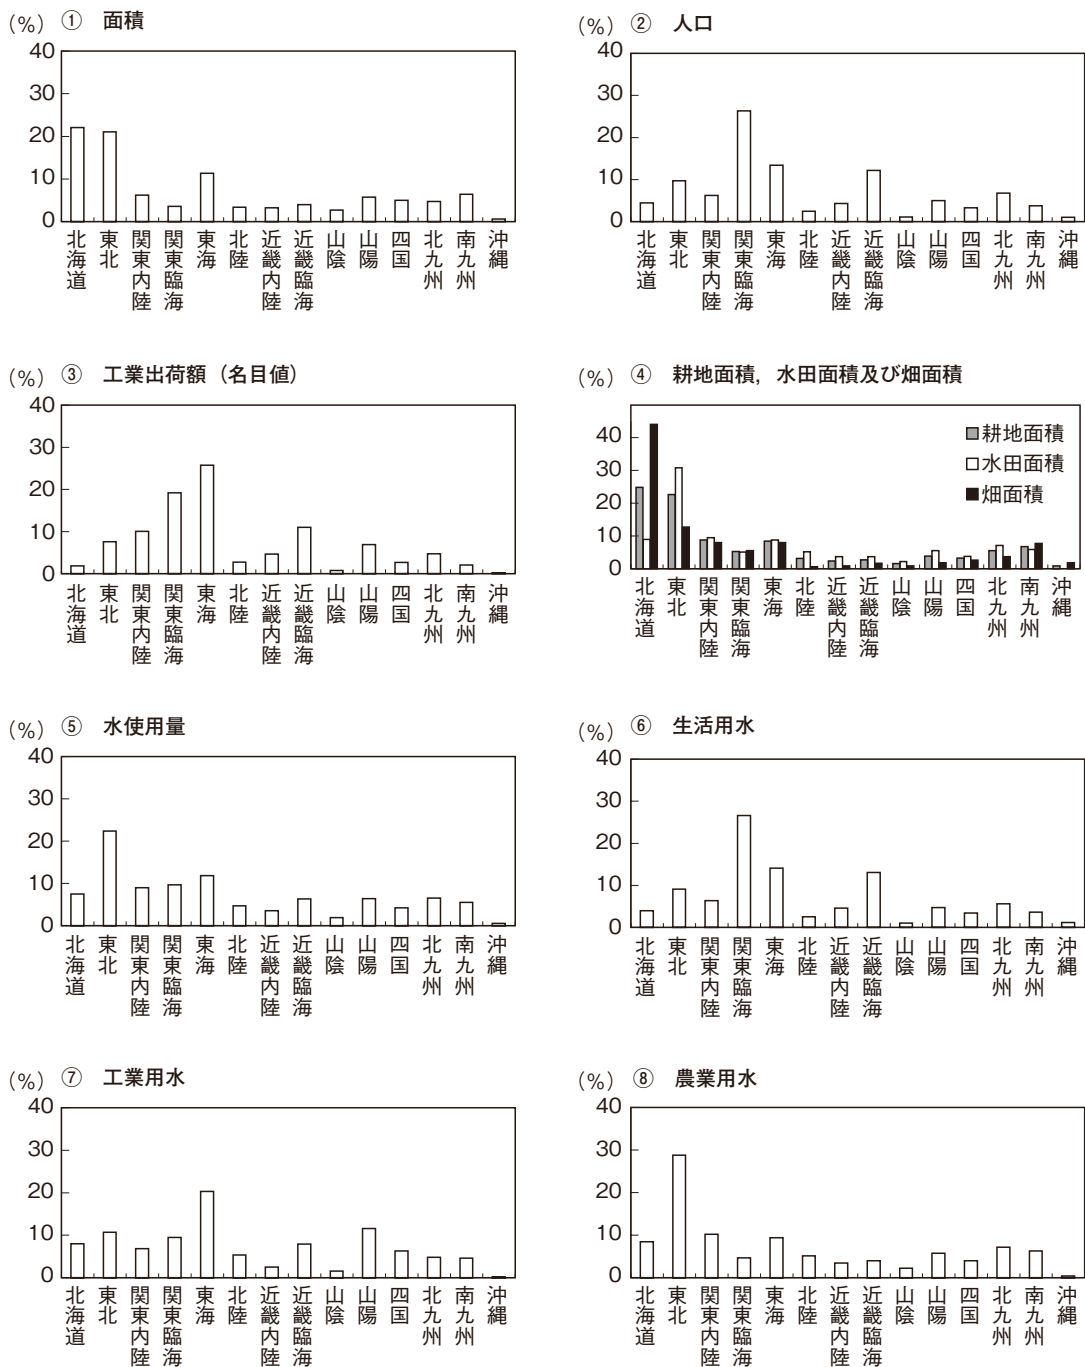 (%) ① 面積
40
30
20
10
0
北海道 東北 関東内陸 関東臨海 東海 北陸 近畿内陸 近畿臨海 山陰 山陽 四国 北九州 南九州 沖縄
(%) ② 人口
40
30
20
10
0
北海道 東北 関東内陸 関東臨海 東海 北陸 近畿内陸 近畿臨海 山陰 山陽 四国 北九州 南九州 沖縄
(%) ③ 工業出荷額（名目値）
40
30
20
10
0
北海道 東北 関東内陸 関東臨海 東海 北陸 近畿内陸 近畿臨海 山陰 山陽 四国 北九州 南九州 沖縄
(%) ④ 耕地面積，水田面積及び畑面積
40
30
20
10
0
耕地面積
水田面積
畑面積
北海道 東北 関東内陸 関東臨海 東海 北陸 近畿内陸 近畿臨海 山陰 山陽 四国 北九州 南九州 沖縄
(%) ⑤ 水使用量
40
30
20
10
0
北海道 東北 関東内陸 関東臨海 東海 北陸 近畿内陸 近畿臨海 山陰 山陽 四国 北九州 南九州 沖縄
(%) ⑥ 生活用水
40
30
20
10
0
北海道 東北 関東内陸 関東臨海 東海 北陸 近畿内陸 近畿臨海 山陰 山陽 四国 北九州 南九州 沖縄
(%) ⑦ 工業用水
40
30
20
10
0
北海道 東北 関東内陸 関東臨海 東海 北陸 近畿内陸 近畿臨海 山陰 山陽 四国 北九州 南九州 沖縄
(%) ⑧ 農業用水
40
30
20
10
0
北海道 東北 関東内陸 関東臨海 東海 北陸 近畿内陸 近畿臨海 山陰 山陽 四国 北九州 南九州 沖縄